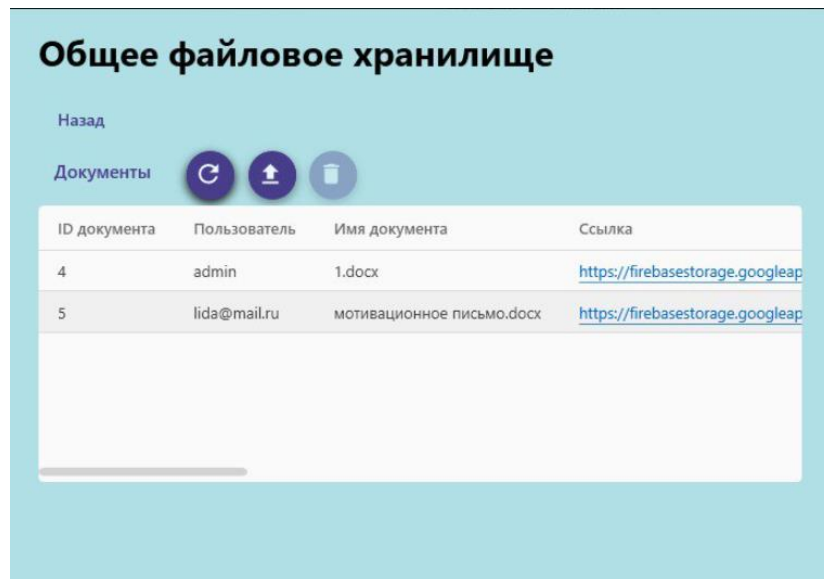 Общее файловое хранилище
Назад
Документы
ID документа Пользователь Имя документа Ссылка
4 admin 1.docx https://firebasestorage.googleap
5 lida@mail.ru мотивационное письмо.docx https://firebasestorage.googleap